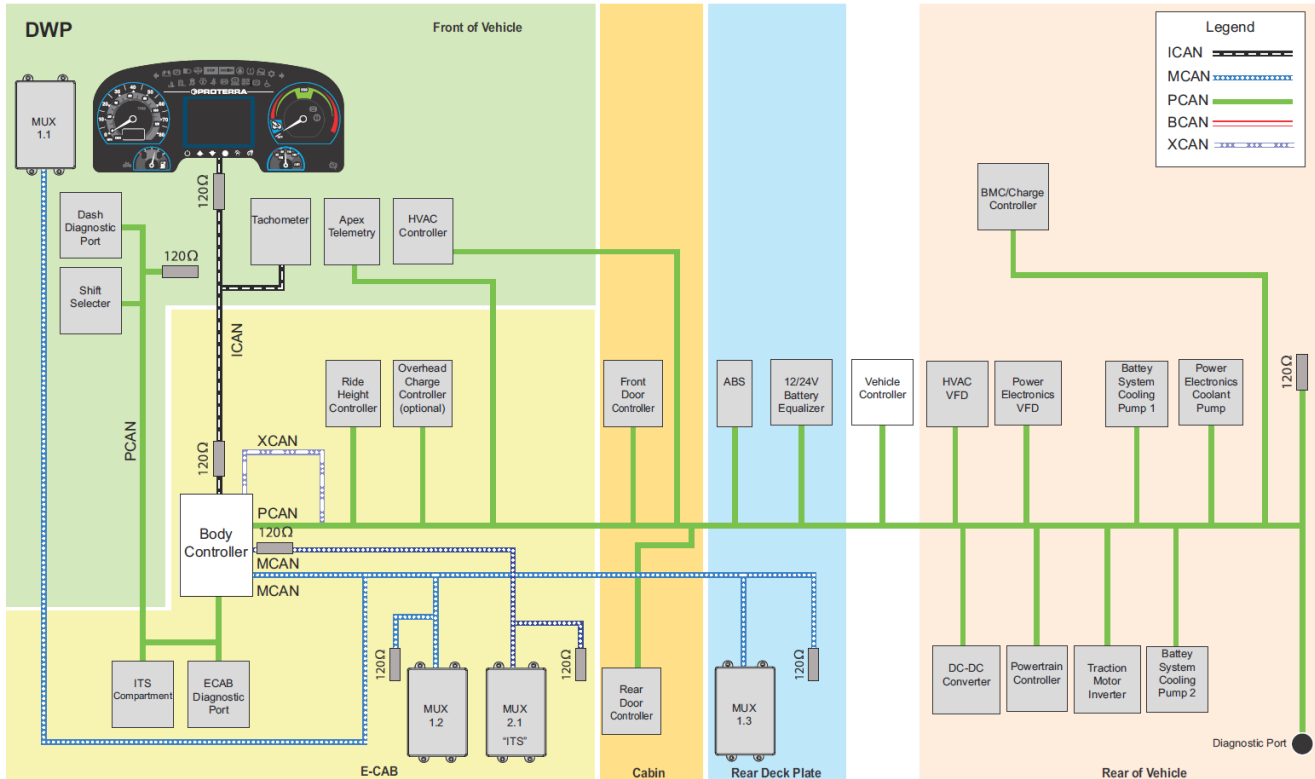 DWP
Front of Vehicle
Legend
ICAN
MCAN
PCAN
BCAN
XCAN
MUX
1.1
PROTERRA
120Ω
Dash
Diagnostic
Port
120Ω
Shift
Selecter
Tachometer
Apex
Telemetry
HVAC
Controller
BMC/Charge
Controller
ICAN
PCAN
Ride
Height
Controller
Overhead
Charge
Controller
(optional)
Front
Door
Controller
ABS
12/24V
Battery
Equalizer
Vehicle
Controller
HVAC
VFD
Power
Electronics
VFD
Battey
System
Cooling
Pump 1
Power
Electronics
Coolant
Pump
120Ω
120Ω
XCAN
PCAN
120Ω
Body
Controller
MCAN
MCAN
120Ω
120Ω
120Ω
ITS
Compartment
ECAB
Diagnostic
Port
MUX
1.2
MUX
2.1
"ITS"
Rear
Door
Controller
MUX
1.3
DC-DC
Converter
Powertrain
Controller
Traction
Motor
Inverter
Battey
System
Cooling
Pump 2
Diagnostic Port
E-CAB
Cabin
Rear Deck Plate
Rear of Vehicle